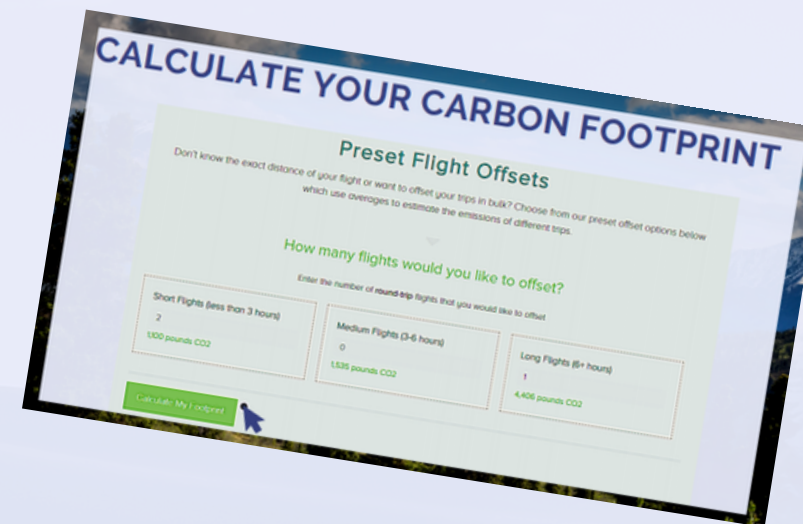 CALCULATE YOUR CARBON FOOTPRINT
Preset Flight Offsets
Don't know the exact distance of your flight or want to offset your trips in bulk? Choose from our preset offset options below
which use averages to estimate the emissions of different trips.
How many flights would you like to offset?
Enter the number of round-trip flights that you would like to offset
Short Flights (less than 3 hours)
2
1,100 pounds CO2
Medium Flights (3-6 hours)
0
1,535 pounds CO2
Long Flights (6+ hours)
1
4,406 pounds CO2
Calculate My Footprint